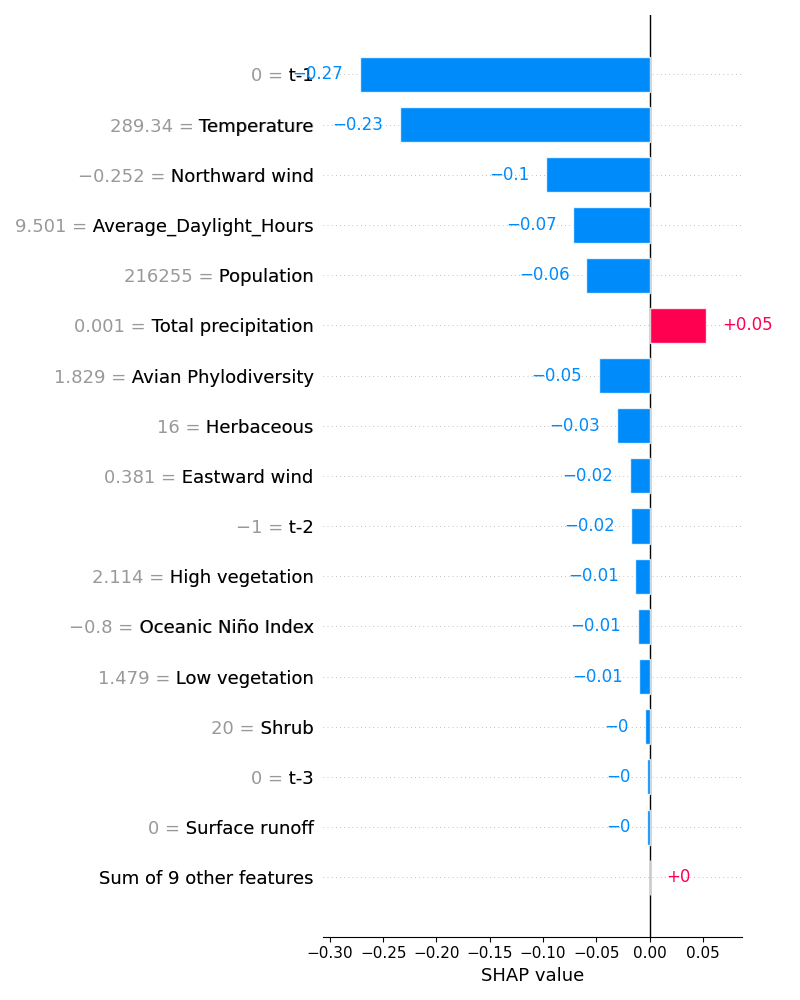 0 = t-1 −0.27
289.34 = Temperature −0.23
−0.252 = Northward wind −0.1
9.501 = Average_Daylight_Hours −0.07
216255 = Population −0.06
0.001 = Total precipitation +0.05
1.829 = Avian Phylodiversity −0.05
16 = Herbaceous −0.03
0.381 = Eastward wind −0.02
−1 = t-2 −0.02
2.114 = High vegetation −0.01
−0.8 = Oceanic Niño Index −0.01
1.479 = Low vegetation −0.01
20 = Shrub −0
0 = t-3 −0
0 = Surface runoff −0
Sum of 9 other features +0
−0.30 −0.25 −0.20 −0.15 −0.10 −0.05 0.00 0.05
SHAP value